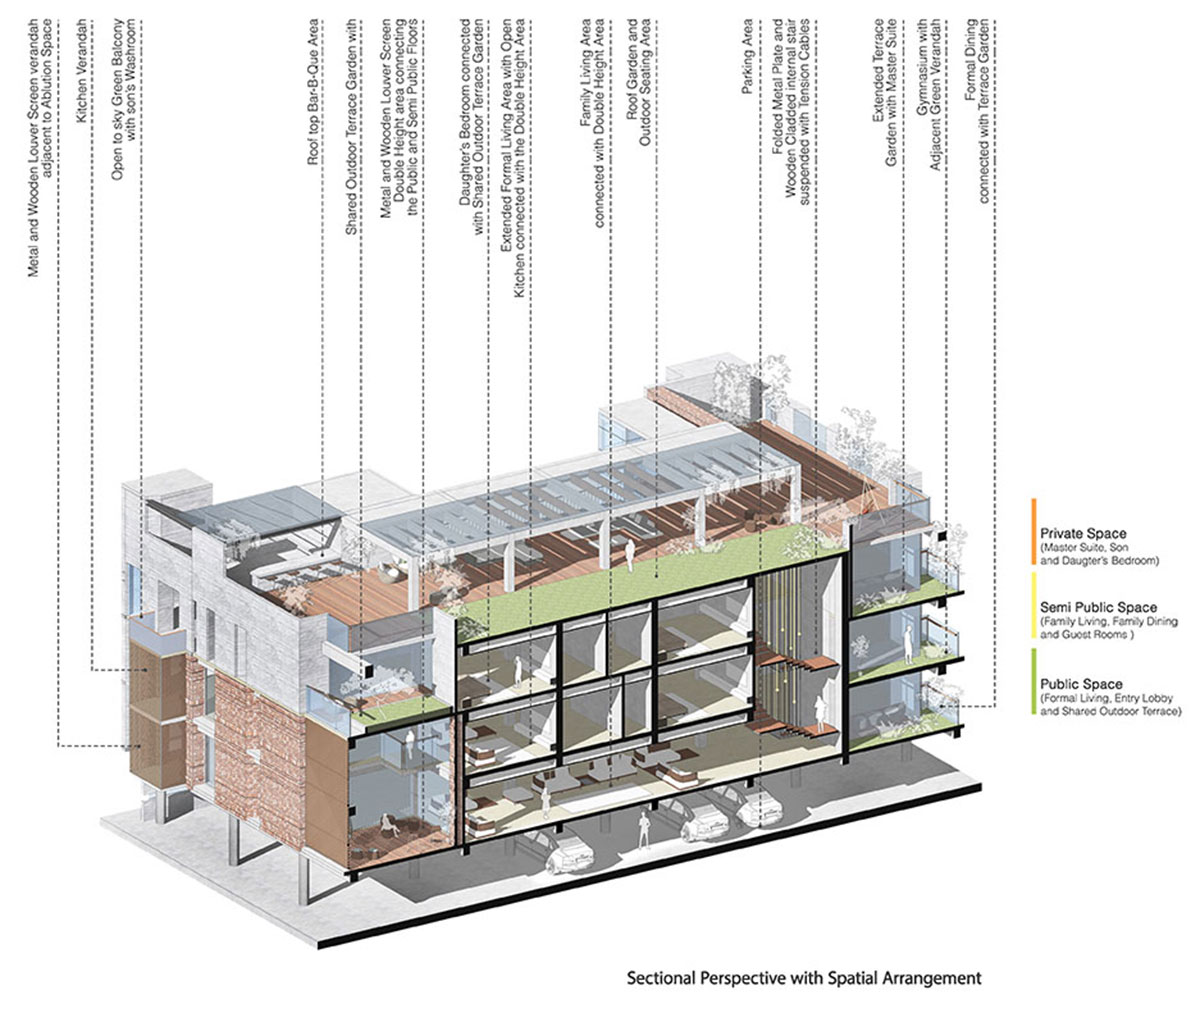 Metal and Wooden Louver Screen verandah
adjacent to Ablution Space
Kitchen Verandah
Open to sky Green Balcony
with son's Washroom
Roof top Bar-B-Que Area
Shared Outdoor Terrace Garden with
Metal and Wooden Louver Screen
Double Height area connecting
the Public and Semi Public Floors
Daughter's Bedroom connected
with Shared Outdoor Terrace Garden
Extended Formal Living Area with Open
Kitchen connected with the Double Height Area
Family Living Area
connected with Double Height Area
Roof Garden and
Outdoor Seating Area
Parking Area
Folded Metal Plate and
Wooden Cladded internal stair
suspended with Tension Cables
Extended Terrace
Garden with Master Suite
Gymnasium with
Adjacent Green Verandah
Formal Dining
connected with Terrace Garden
Private Space
(Master Suite, Son
and Daugter's Bedroom)
Semi Public Space
(Family Living, Family Dining
and Guest Rooms )
Public Space
(Formal Living, Entry Lobby
and Shared Outdoor Terrace)
Sectional Perspective with Spatial Arrangement